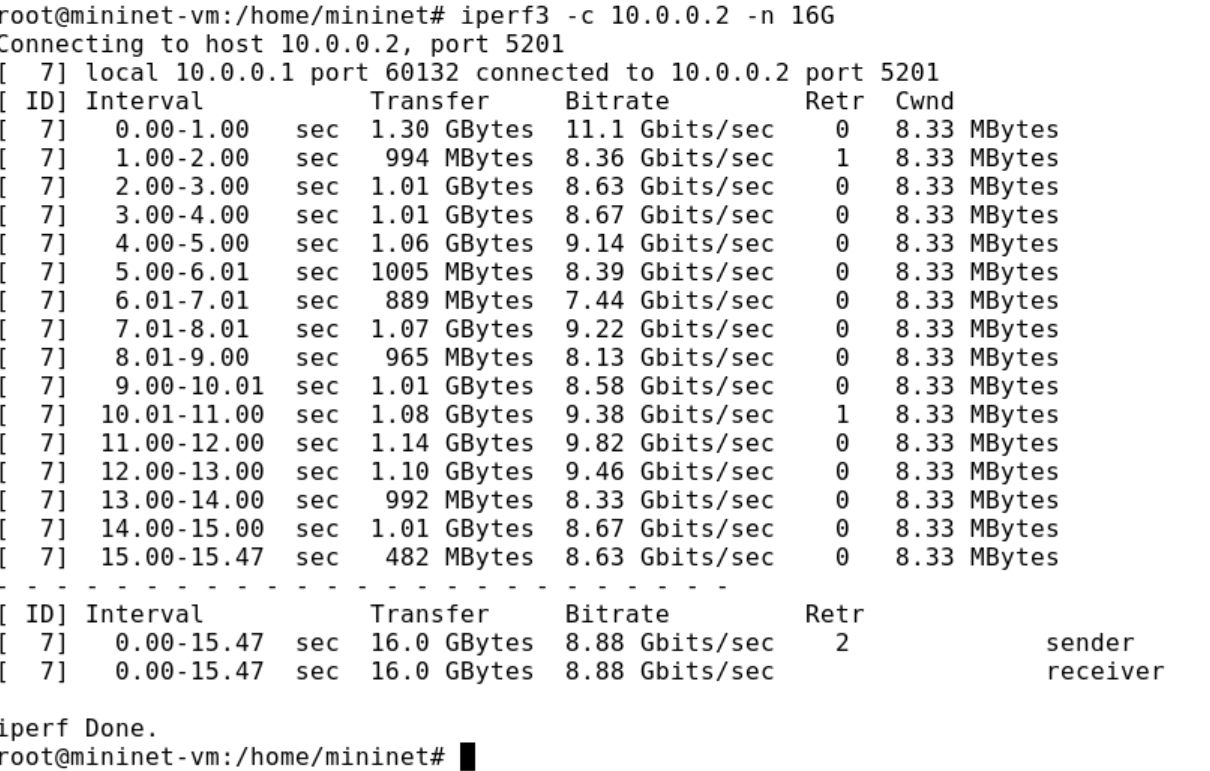 root@mininet-vm:/home/mininet# iperf3 -c 10.0.0.2 -n 16G
Connecting to host 10.0.0.2, port 5201
[  7] local 10.0.0.1 port 60132 connected to 10.0.0.2 port 5201
[ ID] Interval           Transfer     Bitrate         Retr  Cwnd
[  7]   0.00-1.00   sec  1.30 GBytes  11.1 Gbits/sec    0   8.33 MBytes
[  7]   1.00-2.00   sec   994 MBytes  8.36 Gbits/sec    1   8.33 MBytes
[  7]   2.00-3.00   sec  1.01 GBytes  8.63 Gbits/sec    0   8.33 MBytes
[  7]   3.00-4.00   sec  1.01 GBytes  8.67 Gbits/sec    0   8.33 MBytes
[  7]   4.00-5.00   sec  1.06 GBytes  9.14 Gbits/sec    0   8.33 MBytes
[  7]   5.00-6.01   sec  1005 MBytes  8.39 Gbits/sec    0   8.33 MBytes
[  7]   6.01-7.01   sec   889 MBytes  7.44 Gbits/sec    0   8.33 MBytes
[  7]   7.01-8.01   sec  1.07 GBytes  9.22 Gbits/sec    0   8.33 MBytes
[  7]   8.01-9.00   sec   965 MBytes  8.13 Gbits/sec    0   8.33 MBytes
[  7]   9.00-10.01  sec  1.01 GBytes  8.58 Gbits/sec    0   8.33 MBytes
[  7]  10.01-11.00  sec  1.08 GBytes  9.38 Gbits/sec    1   8.33 MBytes
[  7]  11.00-12.00  sec  1.14 GBytes  9.82 Gbits/sec    0   8.33 MBytes
[  7]  12.00-13.00  sec  1.10 GBytes  9.46 Gbits/sec    0   8.33 MBytes
[  7]  13.00-14.00  sec   992 MBytes  8.33 Gbits/sec    0   8.33 MBytes
[  7]  14.00-15.00  sec  1.01 GBytes  8.67 Gbits/sec    0   8.33 MBytes
[  7]  15.00-15.47  sec   482 MBytes  8.63 Gbits/sec    0   8.33 MBytes
- - - - - - - - - - - - - - - - - - - - - - - - -
[ ID] Interval           Transfer     Bitrate         Retr
[  7]   0.00-15.47  sec  16.0 GBytes  8.88 Gbits/sec    2             sender
[  7]   0.00-15.47  sec  16.0 GBytes  8.88 Gbits/sec                  receiver
iperf Done.
root@mininet-vm:/home/mininet#